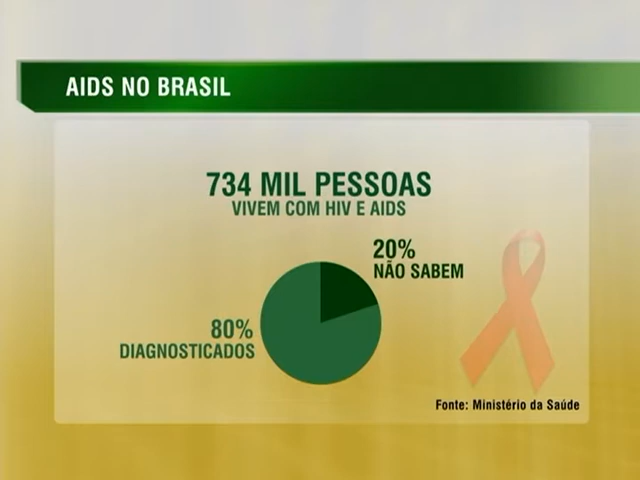 AIDS NO BRASIL
734 MIL PESSOAS
VIVEM COM HIV E AIDS
20%
NÃO SABEM
80%
DIAGNOSTICADOS
Fonte: Ministério da Saúde